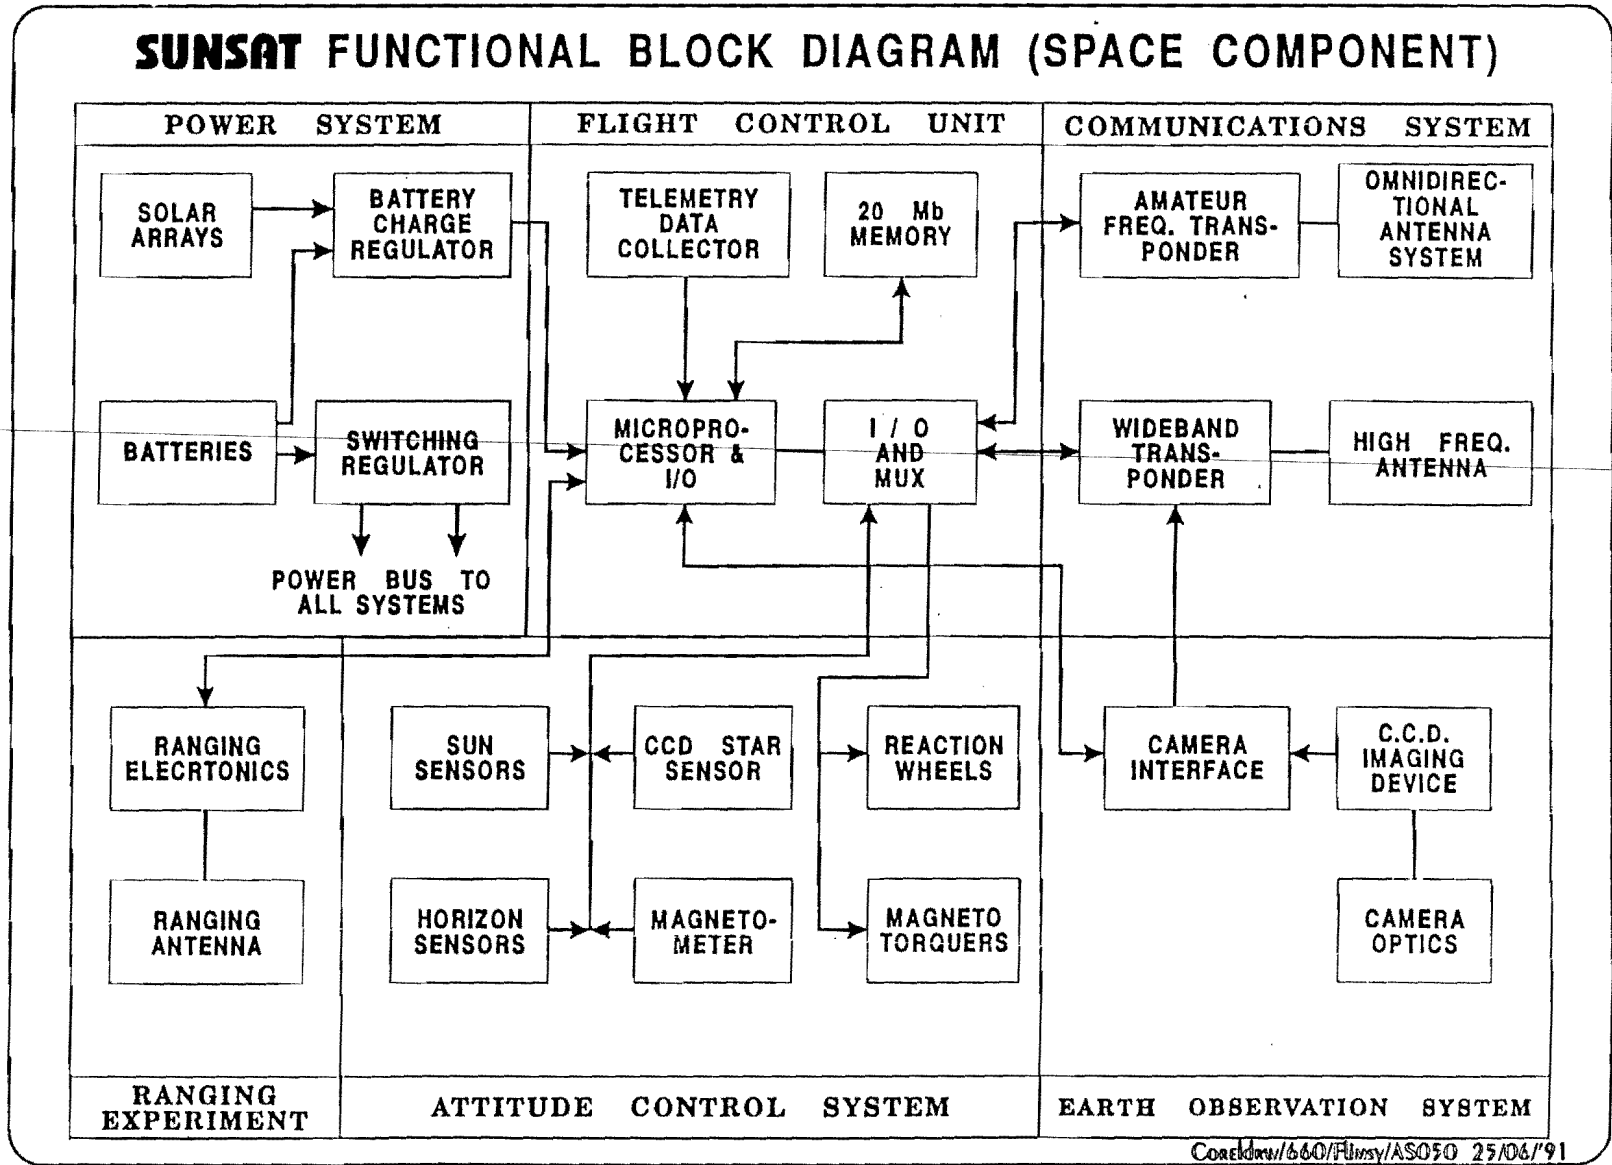 SUNSAT FUNCTIONAL BLOCK DIAGRAM (SPACE COMPONENT)
POWER SYSTEM
SOLAR
ARRAYS
BATTERY
CHARGE
REGULATOR
BATTERIES
SWITCHING
REGULATOR
POWER BUS TO
ALL SYSTEMS
FLIGHT CONTROL UNIT
TELEMETRY
DATA
COLLECTOR
20 Mb
MEMORY
MICROPRO-
CESSOR &
I/O
I / O
AND
MUX
COMMUNICATIONS SYSTEM
AMATEUR
FREQ. TRANS-
PONDER
OMNIDIREC-
TIONAL
ANTENNA
SYSTEM
WIDEBAND
TRANS-
PONDER
HIGH FREQ.
ANTENNA
RANGING
ELECRTONICS
RANGING
ANTENNA
RANGING
EXPERIMENT
SUN
SENSORS
CCD STAR
SENSOR
REACTION
WHEELS
HORIZON
SENSORS
MAGNETO-
METER
MAGNETO
TORQUERS
ATTITUDE CONTROL SYSTEM
CAMERA
INTERFACE
C.C.D.
IMAGING
DEVICE
CAMERA
OPTICS
EARTH OBSERVATION SYSTEM
Coreldraw/660/Flimsy/AS050 25/06/'91